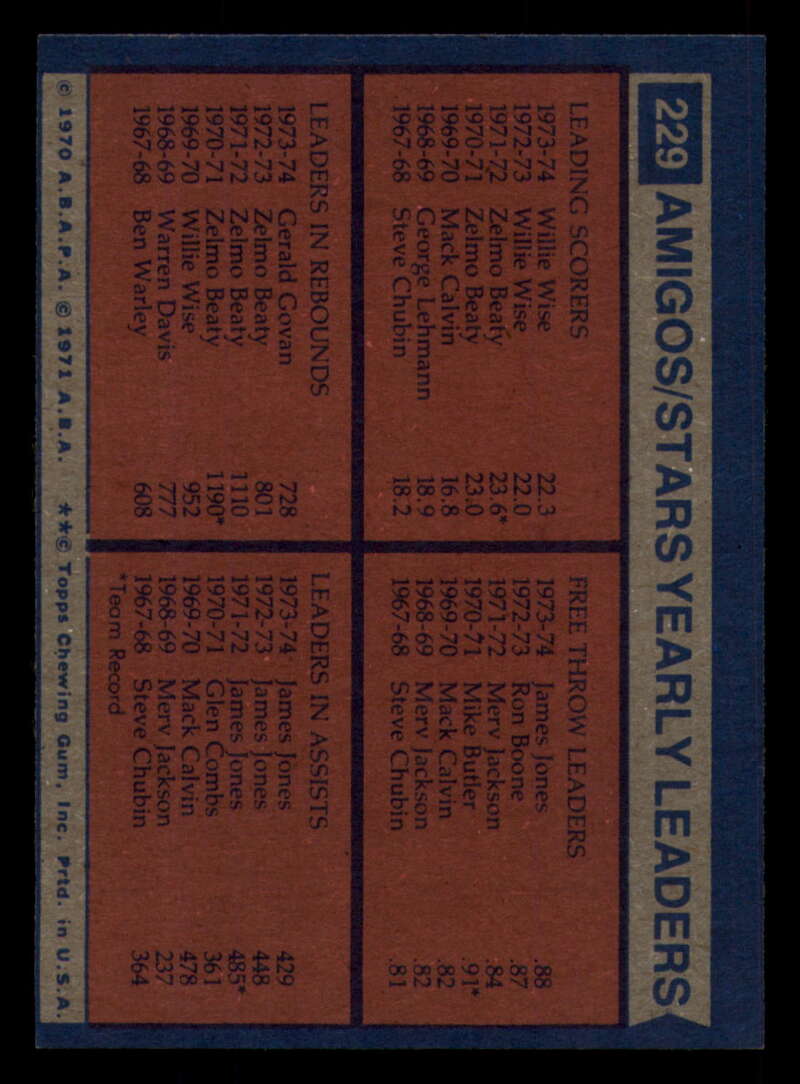 229 AMIGOS/STARS YEARLY LEADERS
LEADING SCORERS
1973-74 Willie Wise 22.3
1972-73 Willie Wise 22.0
1971-72 Zelmo Beaty 23.6*
1970-71 Zelmo Beaty 23.0
1969-70 Mack Calvin 16.8
1968-69 George Lehmann 18.9
1967-68 Steve Chubin 18.2
FREE THROW LEADERS
1973-74 James Jones .88
1972-73 Ron Boone .87
1971-72 Merv Jackson .84
1970-71 Mike Butler .91*
1969-70 Mack Calvin .82
1968-69 Merv Jackson .82
1967-68 Steve Chubin .81
LEADERS IN REBOUNDS
1973-74 Gerald Govan 728
1972-73 Zelmo Beaty 801
1971-72 Zelmo Beaty 1110
1970-71 Zelmo Beaty 1190*
1969-70 Willie Wise 952
1968-69 Warren Davis 777
1967-68 Ben Warley 608
LEADERS IN ASSISTS
1973-74 James Jones 429
1972-73 James Jones 448
1971-72 James Jones 485*
1970-71 Glen Combs 361
1969-70 Mack Calvin 478
1968-69 Merv Jackson 237
1967-68 Steve Chubin 364
*Team Record
© 1970 A.B.A.P.A. © 1971 A.B.A. **© Topps Chewing Gum, Inc. Prtd. in U.S.A.